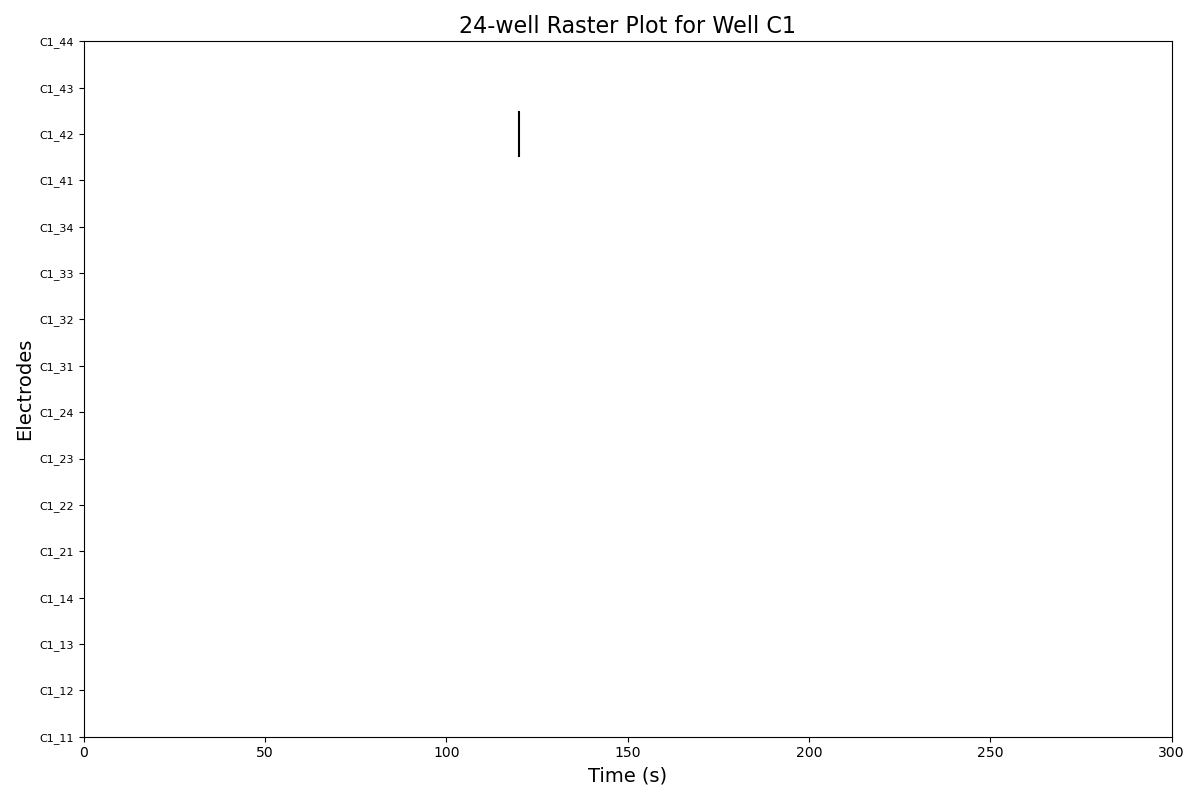 24-well Raster Plot for Well C1
C1_44
C1_43
C1_42
C1_41
C1_34
C1_33
C1_32
C1_31
C1_24
C1_23
C1_22
C1_21
C1_14
C1_13
C1_12
C1_11
Electrodes
0 50 100 150 200 250 300
Time (s)